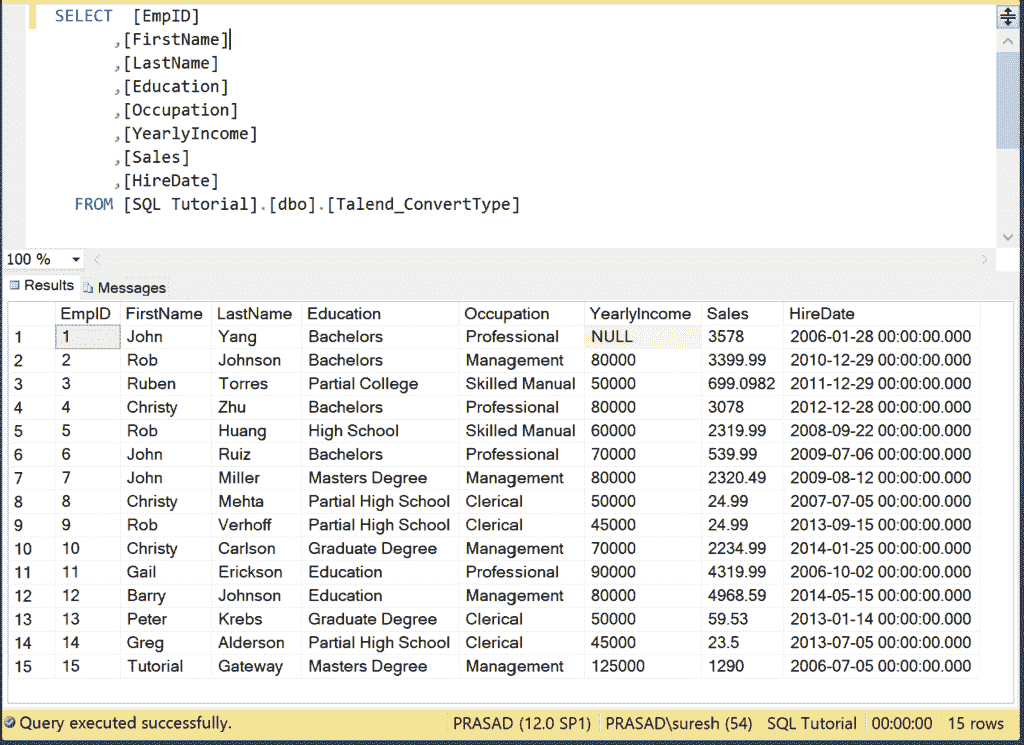 SELECT [EmpID]
,[FirstName]
,[LastName]
,[Education]
,[Occupation]
,[YearlyIncome]
,[Sales]
,[HireDate]
FROM [SQL Tutorial].[dbo].[Talend_ConvertType]
100 %
Results Messages
EmpID FirstName LastName Education Occupation YearlyIncome Sales HireDate
1 1 John Yang Bachelors Professional NULL 3578 2006-01-28 00:00:00.000
2 2 Rob Johnson Bachelors Management 80000 3399.99 2010-12-29 00:00:00.000
3 3 Ruben Torres Partial College Skilled Manual 50000 699.0982 2011-12-29 00:00:00.000
4 4 Christy Zhu Bachelors Professional 80000 3078 2012-12-28 00:00:00.000
5 5 Rob Huang High School Skilled Manual 60000 2319.99 2008-09-22 00:00:00.000
6 6 John Ruiz Bachelors Professional 70000 539.99 2009-07-06 00:00:00.000
7 7 John Miller Masters Degree Management 80000 2320.49 2009-08-12 00:00:00.000
8 8 Christy Mehta Partial High School Clerical 50000 24.99 2007-07-05 00:00:00.000
9 9 Rob Verhoff Partial High School Clerical 45000 24.99 2013-09-15 00:00:00.000
10 10 Christy Carlson Graduate Degree Management 70000 2234.99 2014-01-25 00:00:00.000
11 11 Gail Erickson Education Professional 90000 4319.99 2006-10-02 00:00:00.000
12 12 Barry Johnson Education Management 80000 4968.59 2014-05-15 00:00:00.000
13 13 Peter Krebs Graduate Degree Clerical 50000 59.53 2013-01-14 00:00:00.000
14 14 Greg Alderson Partial High School Clerical 45000 23.5 2013-07-05 00:00:00.000
15 15 Tutorial Gateway Masters Degree Management 125000 1290 2006-07-05 00:00:00.000
Query executed successfully. PRASAD (12.0 SP1) PRASAD\suresh (54) SQL Tutorial 00:00:00 15 rows